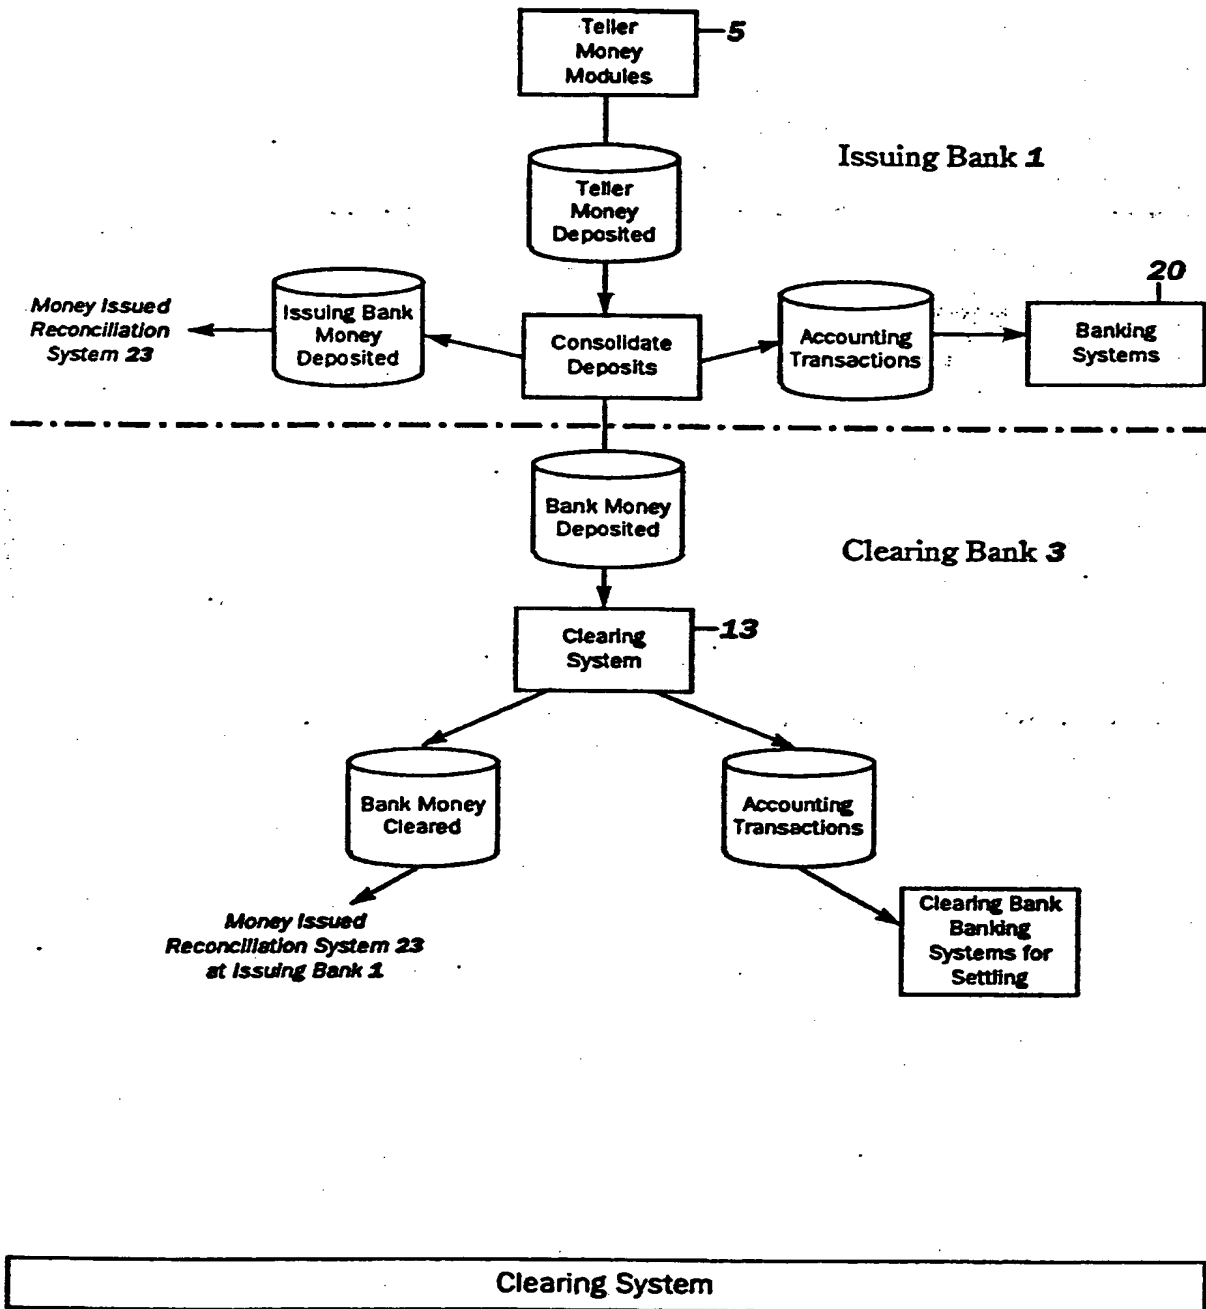 Teller
Money
Modules
5
Issuing Bank 1
Teller
Money
Deposited
20
Money Issued
Reconciliation
System 23
Issuing Bank
Money
Deposited
Consolidate
Deposits
Accounting
Transactions
Banking
Systems
Bank Money
Deposited
Clearing Bank 3
Clearing
System
13
Bank Money
Cleared
Accounting
Transactions
Money Issued
Reconciliation System 23
at Issuing Bank 1
Clearing Bank
Banking
Systems for
Settling
Clearing System